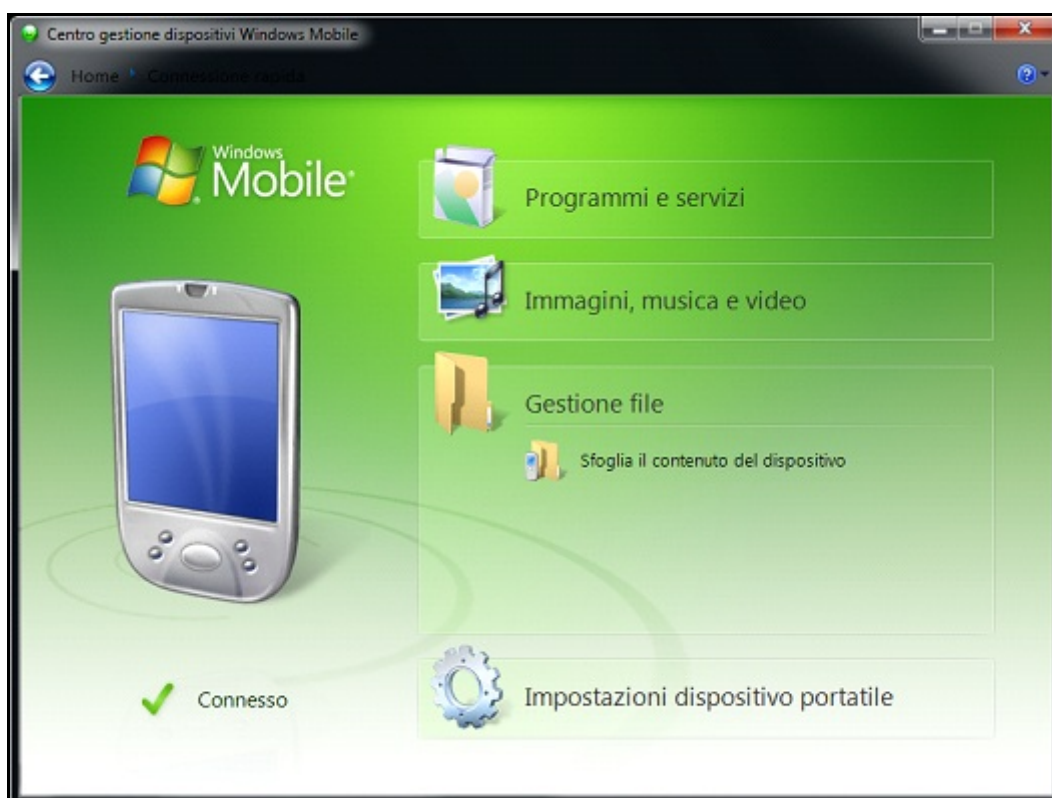 Centro gestione dispositivi Windows Mobile
Home Connessione rapida
Windows
Mobile
Programmi e servizi
Immagini, musica e video
Gestione file
Sfoglia il contenuto del dispositivo
Connesso
Impostazioni dispositivo portatile